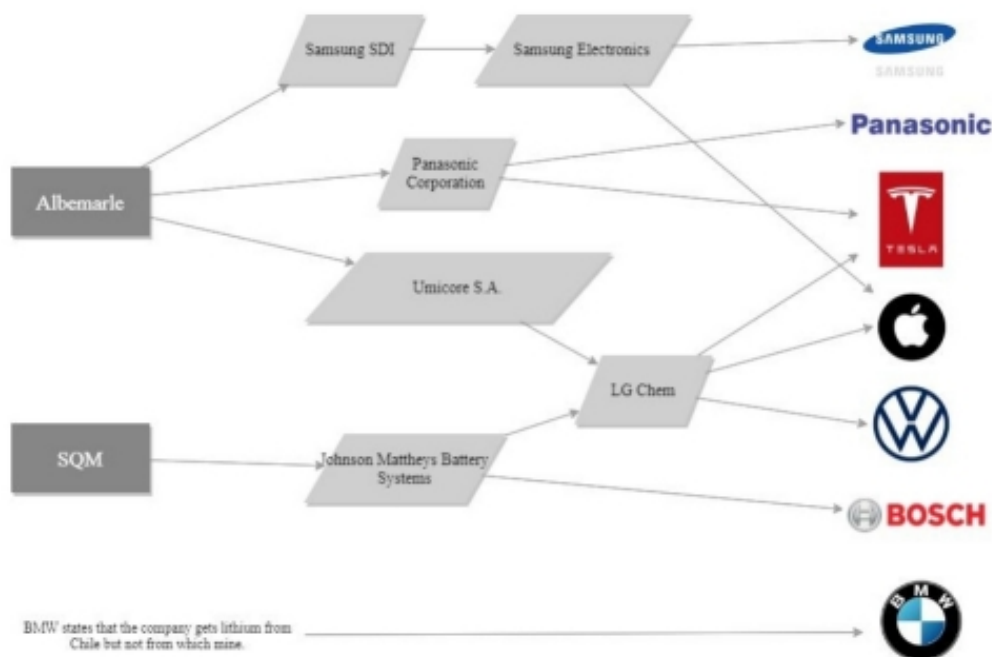 Samsung SDI
Samsung Electronics
SAMSUNG
SAMSUNG
Panasonic
Panasonic
Corporation
Albemarle
TESLA
Umicore S.A.
LG Chem
SQM
Johnson Mattheys Battery
Systems
BOSCH
BMW
BMW states that the company gets lithium from
Chile but not from which mine.